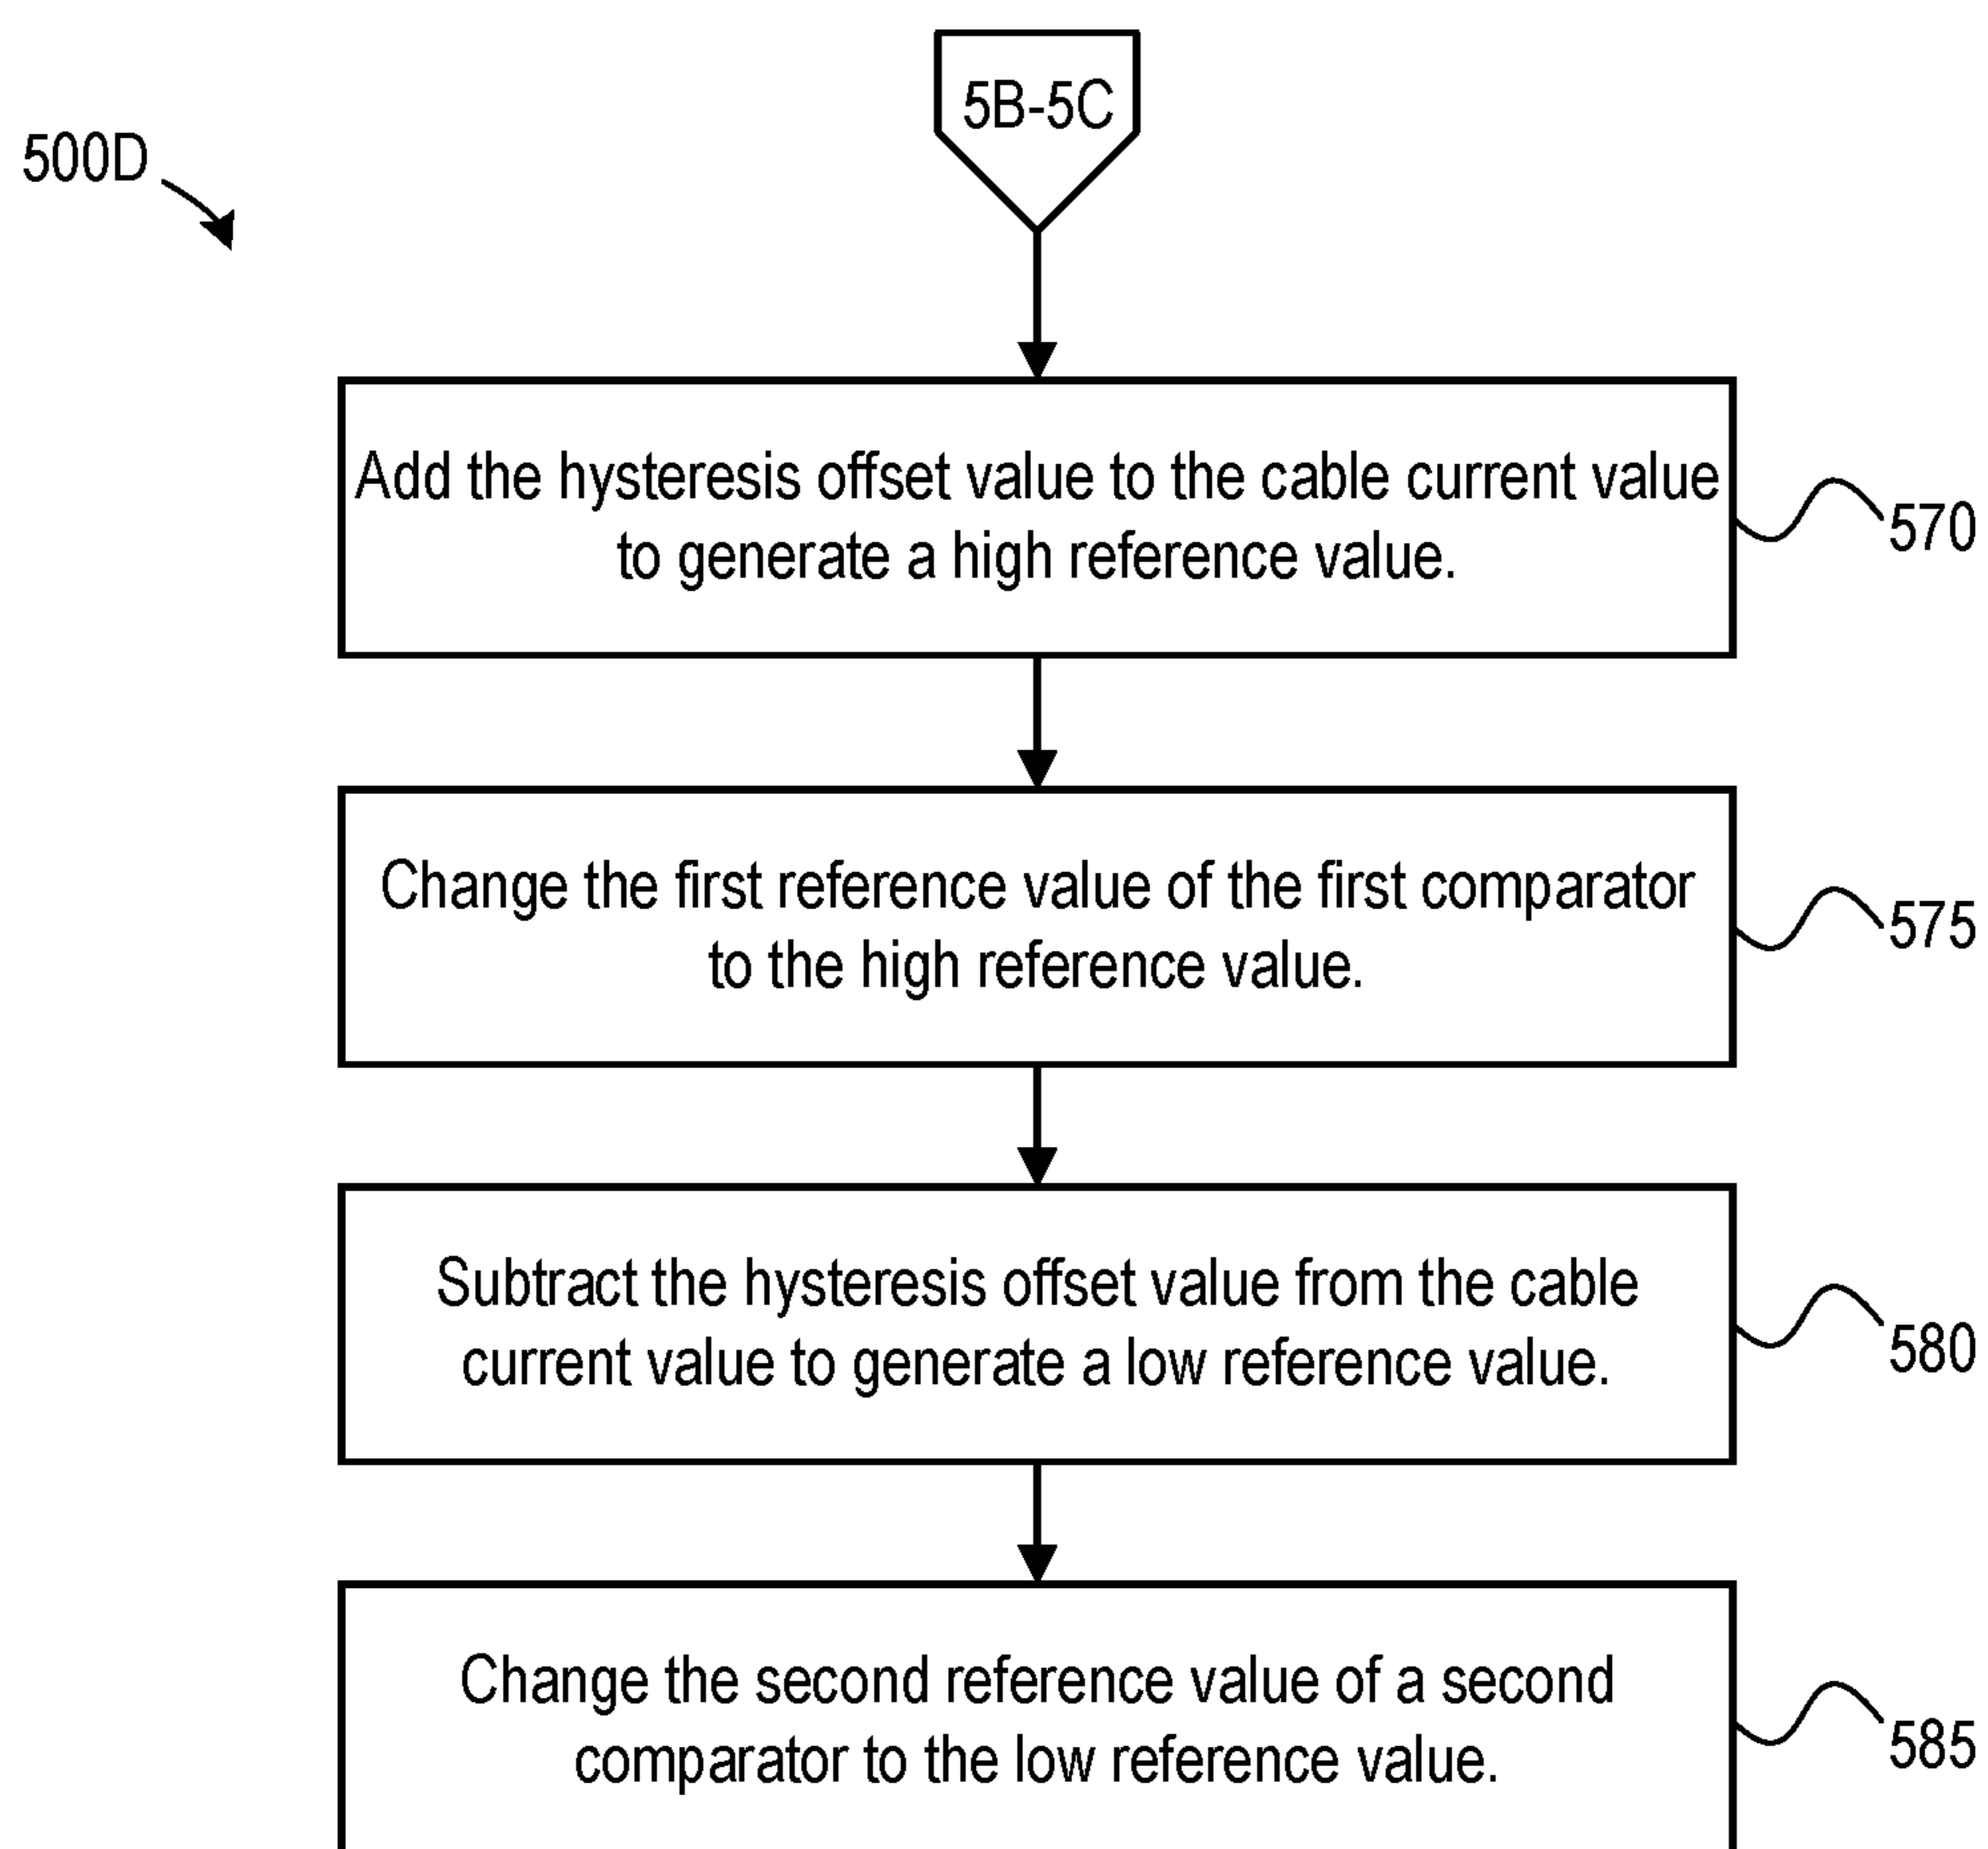 5B-5C
500D
Add the hysteresis offset value to the cable current value
to generate a high reference value.
570
Change the first reference value of the first comparator
to the high reference value.
575
Subtract the hysteresis offset value from the cable
current value to generate a low reference value.
580
Change the second reference value of a second
comparator to the low reference value.
585